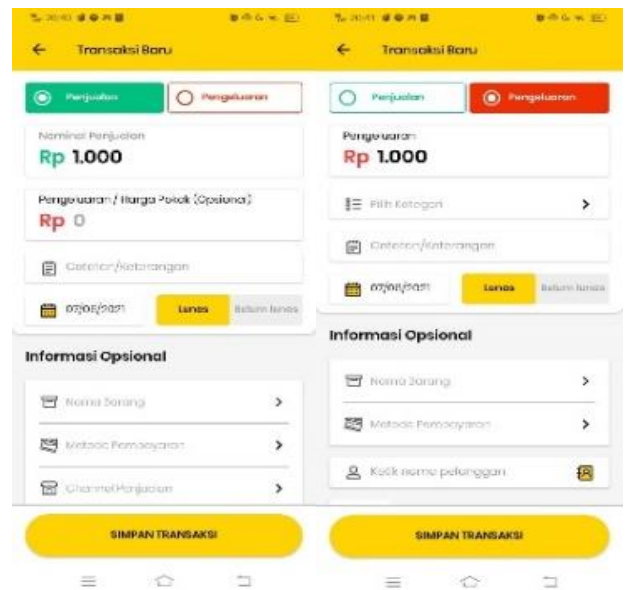 Transaksi Baru
Penjualan
Pengeluaran
Nominal Penjualan
Rp 1.000
Pengeluaran / Harga Pokok (Opsional)
Rp 0
Catatan/Keterangan
Lunas
Belum lunas
Informasi Opsional
Nama Barang
Metode Pembayaran
Channel Penjualan
SIMPAN TRANSAKSI
Transaksi Baru
Penjualan
Pengeluaran
Pengeluaran
Rp 1.000
Pilih Kategori
Catatan/Keterangan
Lunas
Belum lunas
Informasi Opsional
Nama Barang
Metode Pembayaran
Ketik nama pelanggan
SIMPAN TRANSAKSI